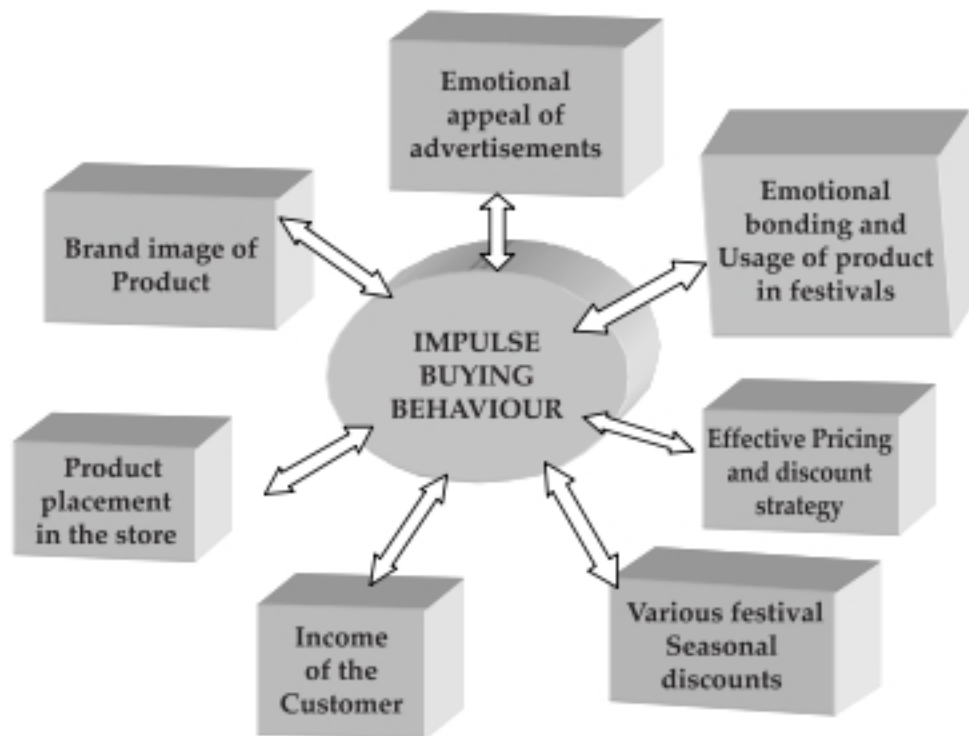 Emotional
appeal of
advertisements
Emotional
bonding and
Usage of product
in festivals
Brand image of
Product
IMPULSE
BUYING
BEHAVIOUR
Effective Pricing
and discount
strategy
Product
placement
in the store
Various festival
Seasonal
discounts
Income
of the
Customer